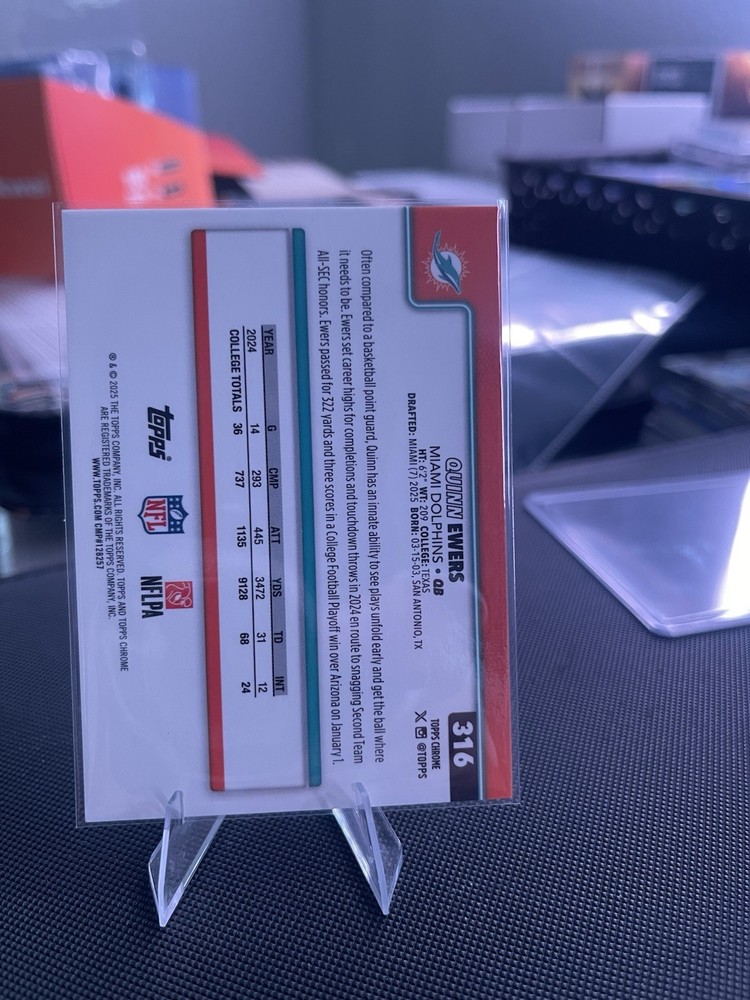 316
TOPPS CHROME
X @TOPPS
QUINN EWERS
MIAMI DOLPHINS • QB
HT: 6'2" WT: 209 COLLEGE: TEXAS
DRAFTED: MIAMI (7) 2025 BORN: 03-15-03, SAN ANTONIO, TX
Often compared to a basketball point guard, Quinn has an innate ability to see plays unfold early and get the ball where
it needs to be. Ewers set career highs for completions and touchdown throws in 2024 en route to snagging Second Team
All-SEC honors. Ewers passed for 322 yards and three scores in a College Football Playoff win over Arizona on January 1.
YEAR G CMP ATT YDS TD INT
2024 14 293 445 3472 31 12
COLLEGE TOTALS 36 737 1135 9128 68 24
topps NFL NFLPA
® & © 2025 THE TOPPS COMPANY, INC. ALL RIGHTS RESERVED. TOPPS AND TOPPS CHROME
ARE REGISTERED TRADEMARKS OF THE TOPPS COMPANY, INC.
WWW.TOPPS.COM CMP#128257